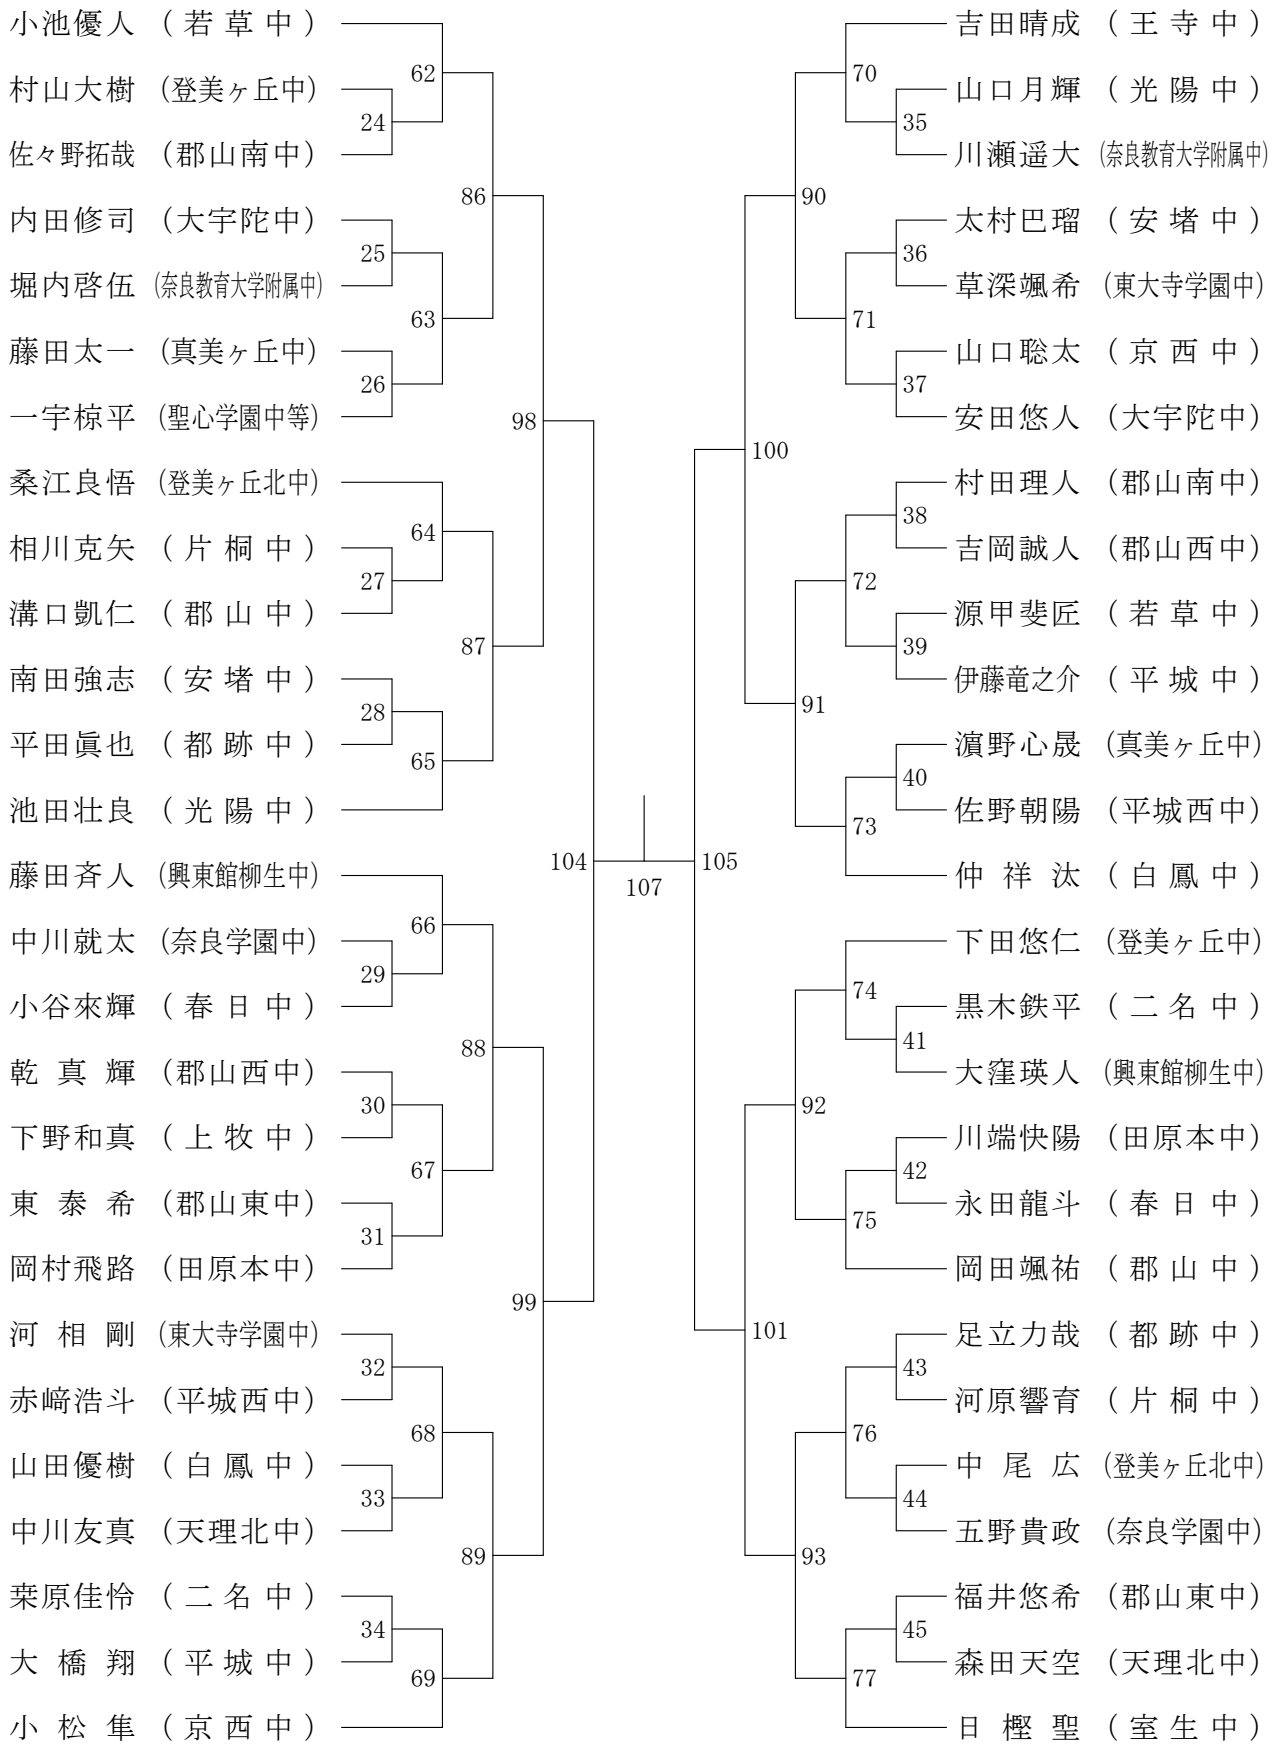 小池優人 （若草中）
村山大樹 （登美ヶ丘中）
佐々野拓哉 （郡山南中）
内田修司 （大宇陀中）
堀内啓伍 （奈良教育大学附属中）
藤田太一 （真美ヶ丘中）
一宇椋平 （聖心学園中等）
桑江良悟 （登美ヶ丘北中）
相川克矢 （片桐中）
溝口凱仁 （郡山中）
南田強志 （安堵中）
平田眞也 （都跡中）
池田壮良 （光陽中）
藤田斉人 （興東館柳生中）
中川就太 （奈良学園中）
小谷來輝 （春日中）
乾真輝 （郡山西中）
下野和真 （上牧中）
東泰希 （郡山東中）
岡村飛路 （田原本中）
河相剛 （東大寺学園中）
赤﨑浩斗 （平城西中）
山田優樹 （白鳳中）
中川友真 （天理北中）
桒原佳怜 （二名中）
大橋翔 （平城中）
小松隼 （京西中）
24
25
26
27
28
29
30
31
32
33
34
62
63
64
65
66
67
68
69
86
87
88
89
98
99
104
107
105
100
101
90
91
92
93
70
71
72
73
74
75
76
77
35
36
37
38
39
40
41
42
43
44
45
吉田晴成 （王寺中）
山口月輝 （光陽中）
川瀬遥大 （奈良教育大学附属中）
太村巴瑠 （安堵中）
草深颯希 （東大寺学園中）
山口聡太 （京西中）
安田悠人 （大宇陀中）
村田理人 （郡山南中）
吉岡誠人 （郡山西中）
源甲斐匠 （若草中）
伊藤竜之介 （平城中）
濵野心晟 （真美ヶ丘中）
佐野朝陽 （平城西中）
仲祥汰 （白鳳中）
下田悠仁 （登美ヶ丘中）
黒木鉄平 （二名中）
大窪瑛人 （興東館柳生中）
川端快陽 （田原本中）
永田龍斗 （春日中）
岡田颯祐 （郡山中）
足立力哉 （都跡中）
河原響育 （片桐中）
中尾広 （登美ヶ丘北中）
五野貴政 （奈良学園中）
福井悠希 （郡山東中）
森田天空 （天理北中）
日樫聖 （室生中）